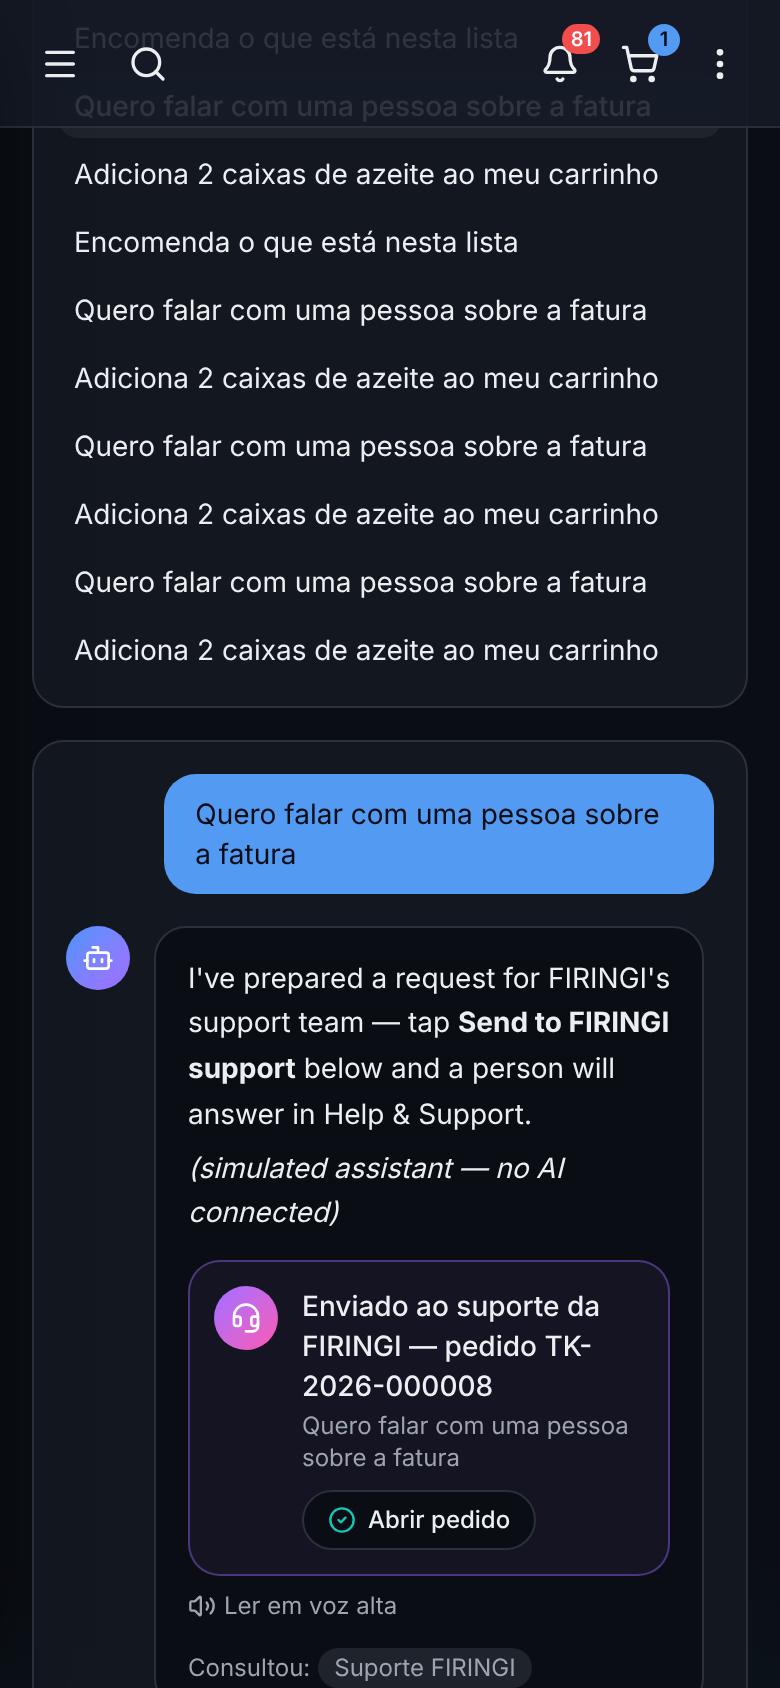 Encomenda o que está nesta lista
81
1
Quero falar com uma pessoa sobre a fatura
Adiciona 2 caixas de azeite ao meu carrinho
Encomenda o que está nesta lista
Quero falar com uma pessoa sobre a fatura
Adiciona 2 caixas de azeite ao meu carrinho
Quero falar com uma pessoa sobre a fatura
Adiciona 2 caixas de azeite ao meu carrinho
Quero falar com uma pessoa sobre a fatura
Adiciona 2 caixas de azeite ao meu carrinho
Quero falar com uma pessoa sobre
a fatura
I've prepared a request for FIRINGI's
support team — tap Send to FIRINGI
support below and a person will
answer in Help & Support.
(simulated assistant — no AI
connected)
Enviado ao suporte da
FIRINGI — pedido TK-
2026-000008
Quero falar com uma pessoa
sobre a fatura
Abrir pedido
Ler em voz alta
Consultou: Suporte FIRINGI